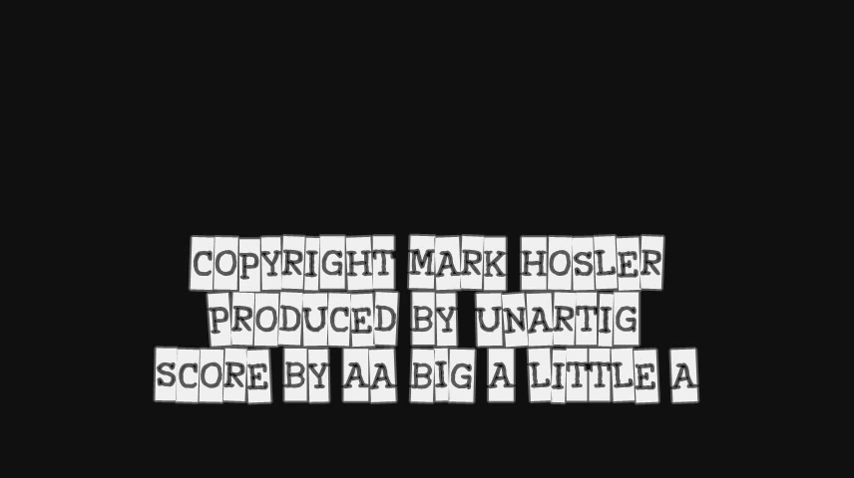 COPYRIGHT MARK HOSLER
PRODUCED BY UNARTIG
SCORE BY AA BIG A LITTLE A